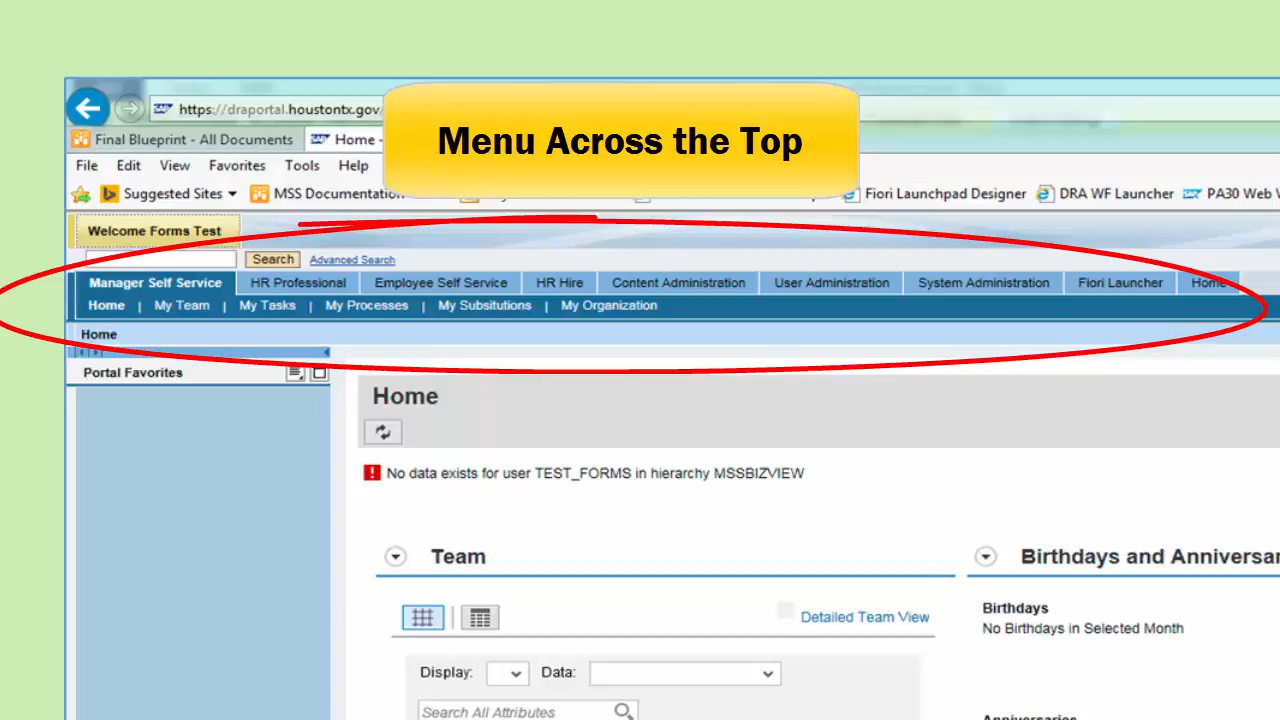 Menu Across the Top
https://draportal.houstontx.gov/
Final Blueprint - All Documents Home -
File Edit View Favorites Tools Help
Suggested Sites MSS Documentation Fiori Launchpad Designer DRA WF Launcher PA30 Web
Welcome Forms Test
Search Advanced Search
Manager Self Service HR Professional Employee Self Service HR Hire Content Administration User Administration System Administration Fiori Launcher Home
Home | My Team | My Tasks | My Processes | My Subsitutions | My Organization
Home
Portal Favorites
Home
No data exists for user TEST_FORMS in hierarchy MSSBIZVIEW
Team
Birthdays and Anniversar
Detailed Team View
Birthdays
No Birthdays in Selected Month
Display: Data:
Search All Attributes
Anniversaries